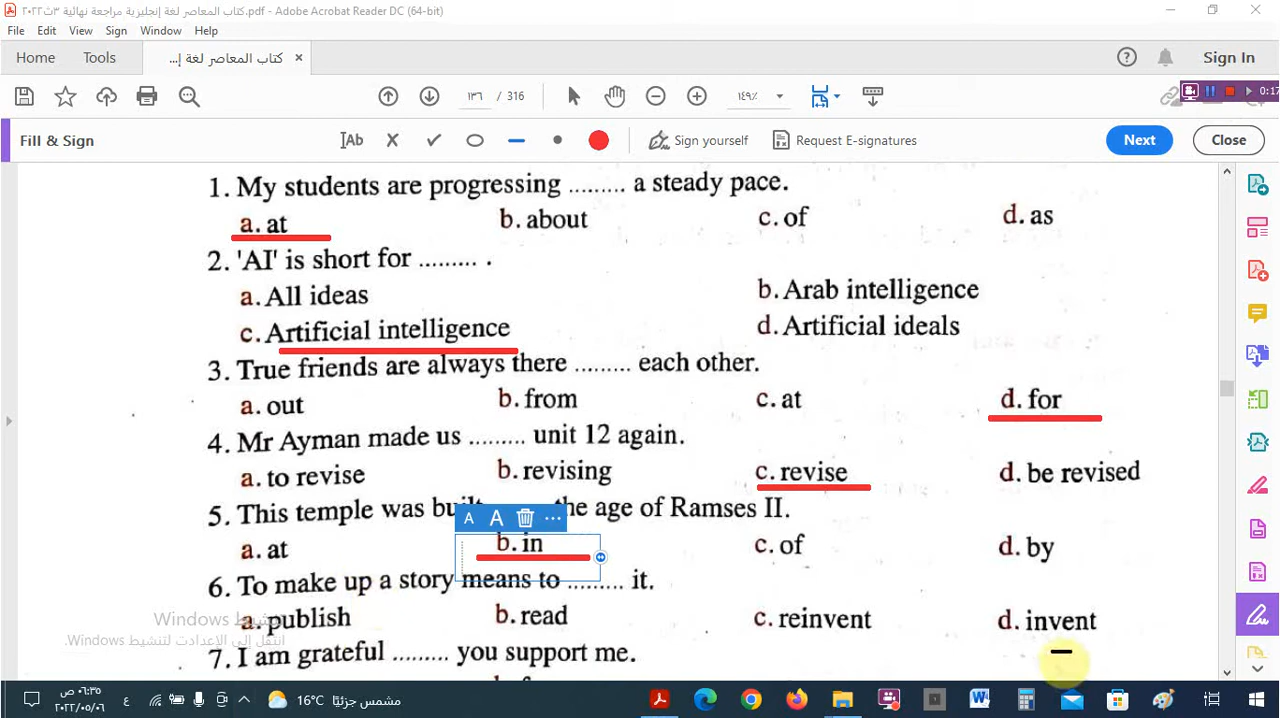 كتاب المعاصر لغة إنجليزية مراجعة نهائية ٣ث٢٠٢٢.pdf - Adobe Acrobat Reader DC (64-bit)
File Edit View Sign Window Help
Home Tools كتاب المعاصر لغة إ... × Sign In
١٣٦ / 316 ١٤٩٪ 0:17
Fill & Sign Ab Sign yourself Request E-signatures Next Close
1. My students are progressing ......... a steady pace.
a. at b. about c. of d. as
2. 'AI' is short for ......... .
a. All ideas b. Arab intelligence
c. Artificial intelligence d. Artificial ideals
3. True friends are always there ......... each other.
a. out b. from c. at d. for
4. Mr Ayman made us ......... unit 12 again.
a. to revise b. revising c. revise d. be revised
5. This temple was the age of Ramses II.
A A ...
a. at b. in c. of d. by
6. To make up a story means to ......... it.
تنشيط Windows
a. publish b. read c. reinvent d. invent
انتقل إلى الإعدادت لتنشيط Windows.
7. I am grateful ......... you support me.
٠٦:٣٥ ص
٢٠٢٢/٠٥/٠٦
ع
16°C مشمس جزئيًا